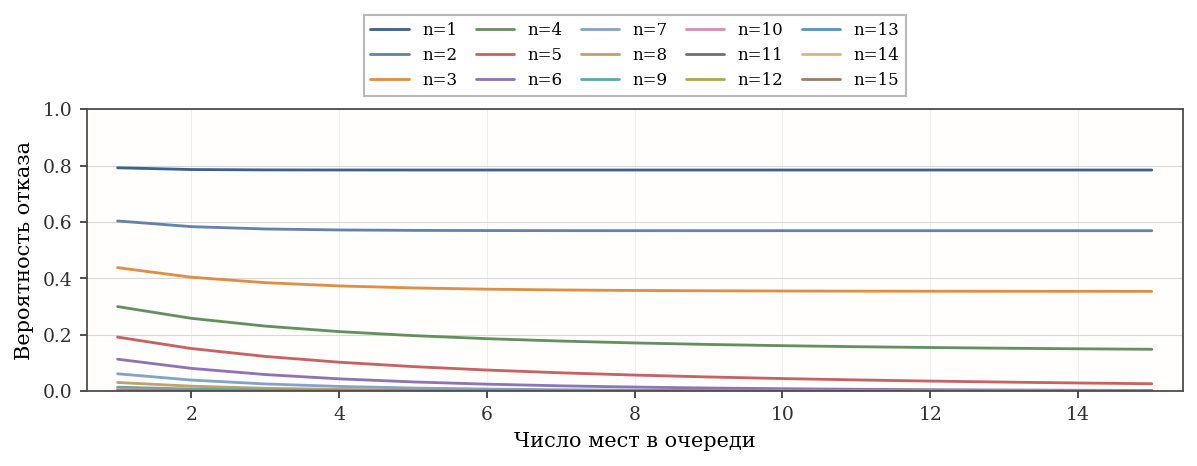 n=1 n=4 n=7 n=10 n=13
n=2 n=5 n=8 n=11 n=14
n=3 n=6 n=9 n=12 n=15
1.0
0.8
0.6
0.4
0.2
0.0
Вероятность отказа
2 4 6 8 10 12 14
Число мест в очереди